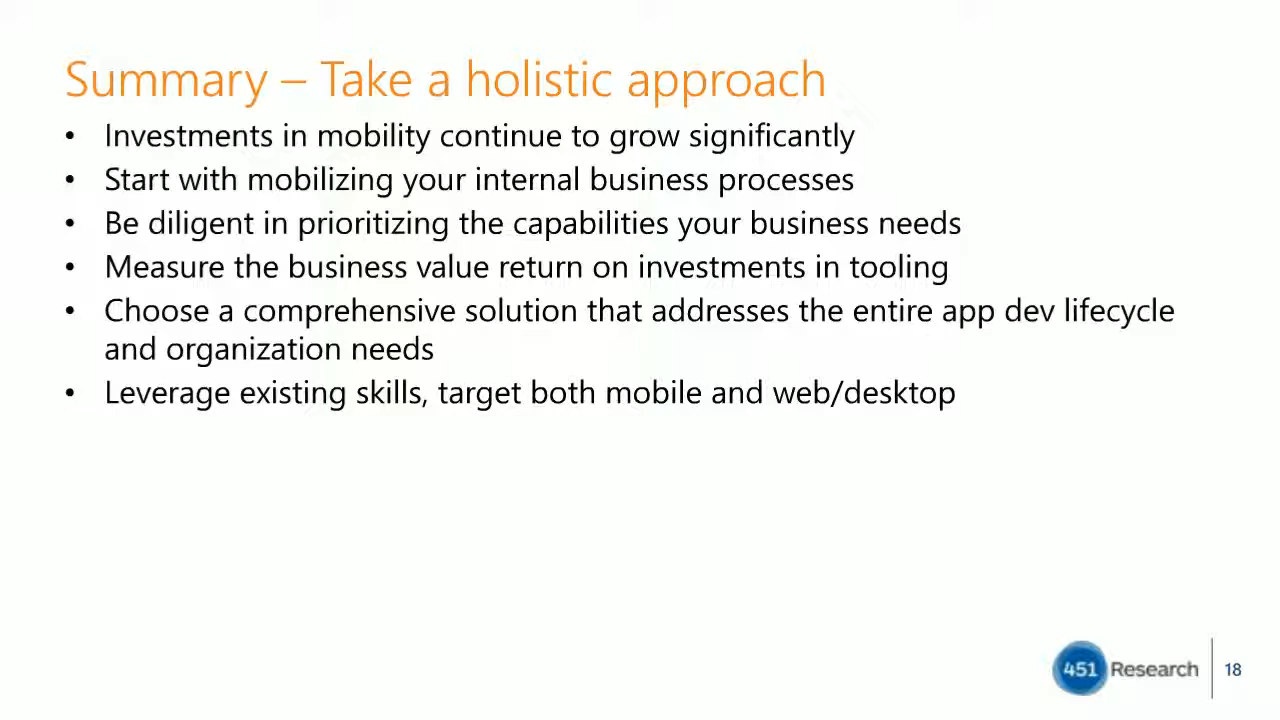 Summary – Take a holistic approach
• Investments in mobility continue to grow significantly
• Start with mobilizing your internal business processes
• Be diligent in prioritizing the capabilities your business needs
• Measure the business value return on investments in tooling
• Choose a comprehensive solution that addresses the entire app dev lifecycle
and organization needs
• Leverage existing skills, target both mobile and web/desktop
451 Research
18